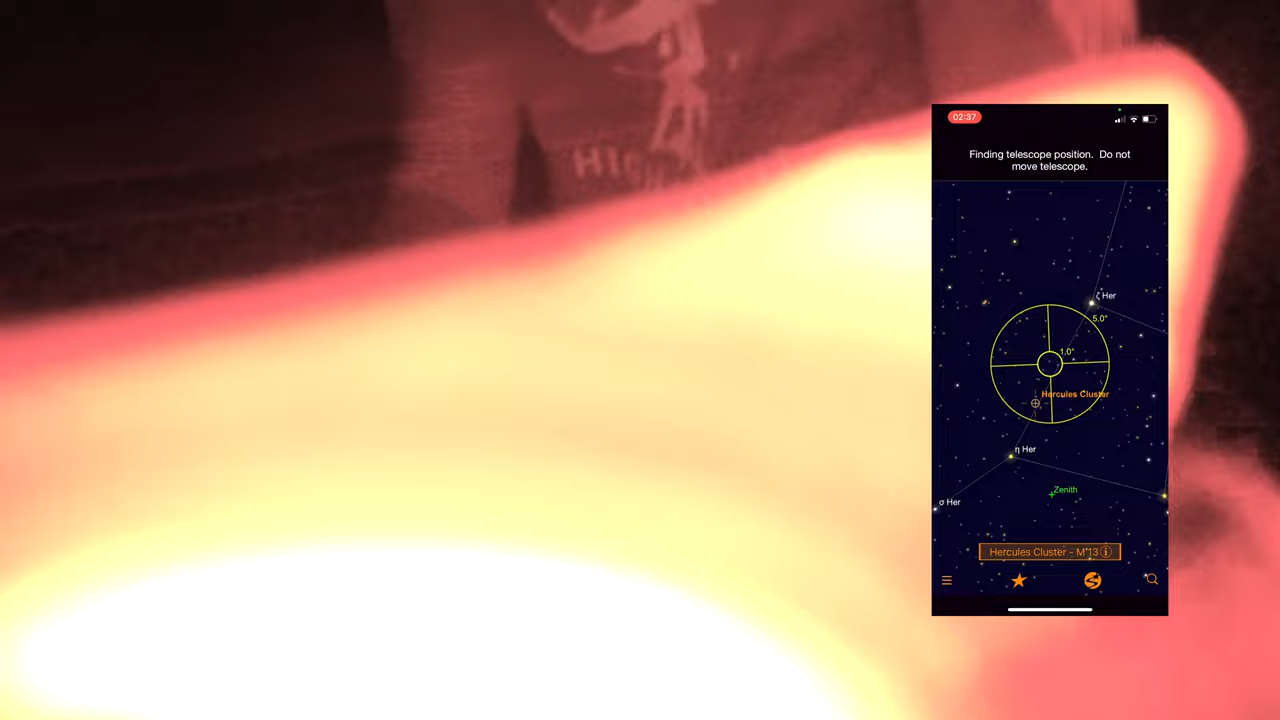 02:37
Finding telescope position. Do not
move telescope.
ζ Her
5.0°
1.0°
Hercules Cluster
η Her
Zenith
σ Her
Hercules Cluster - M 13